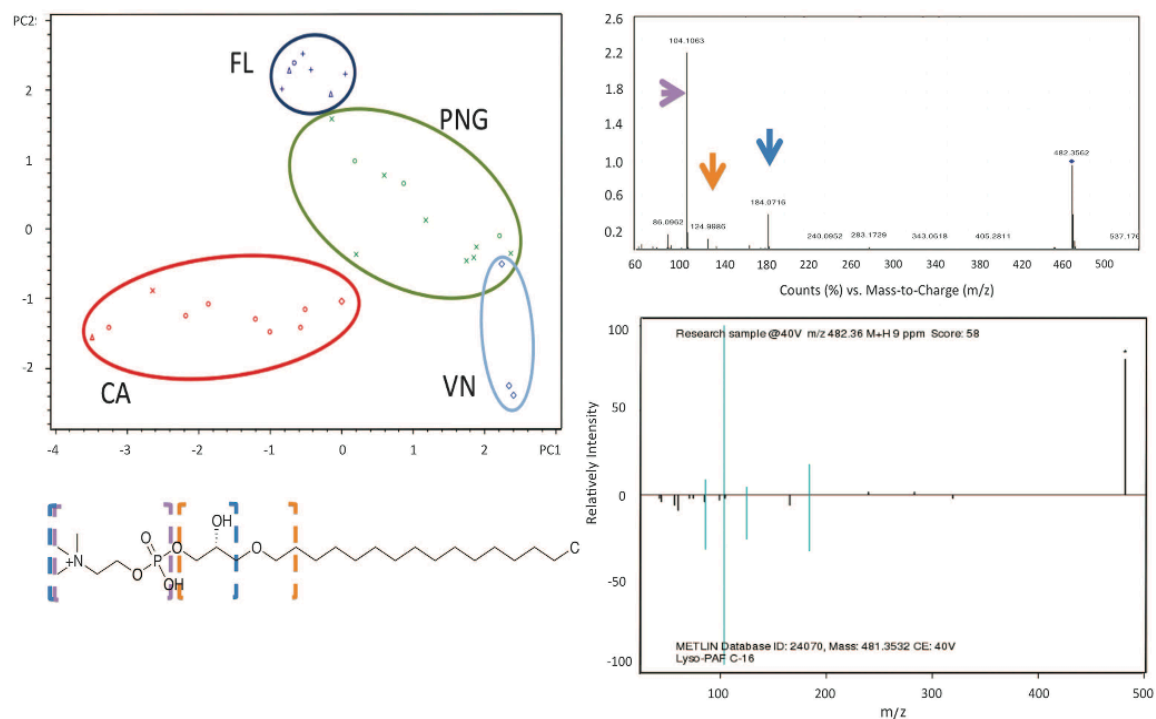 PC2
FL
PNG
CA
VN
2
1
0
-1
-2
-4
-3
-2
-1
0
1
2
PC1
2.6
2.2
1.8
1.4
1.0
0.6
0.2
104.1063
86.0962
124.9985
184.0716
240.0952
283.1729
343.0518
405.2811
482.3562
537.176
60
100
140
180
220
260
300
340
380
420
460
500
Counts (%) vs. Mass-to-Charge (m/z)
OH
O
O
O
P
N
+
O
OH
C
Research sample @40V m/z 482.36 M+H 9 ppm Score: 58
100
50
0
-50
-100
Relatively Intensity
METLIN Database ID: 24070, Mass: 481.3532 CE: 40V
Lyso-PAF C-16
100
200
300
400
500
m/z